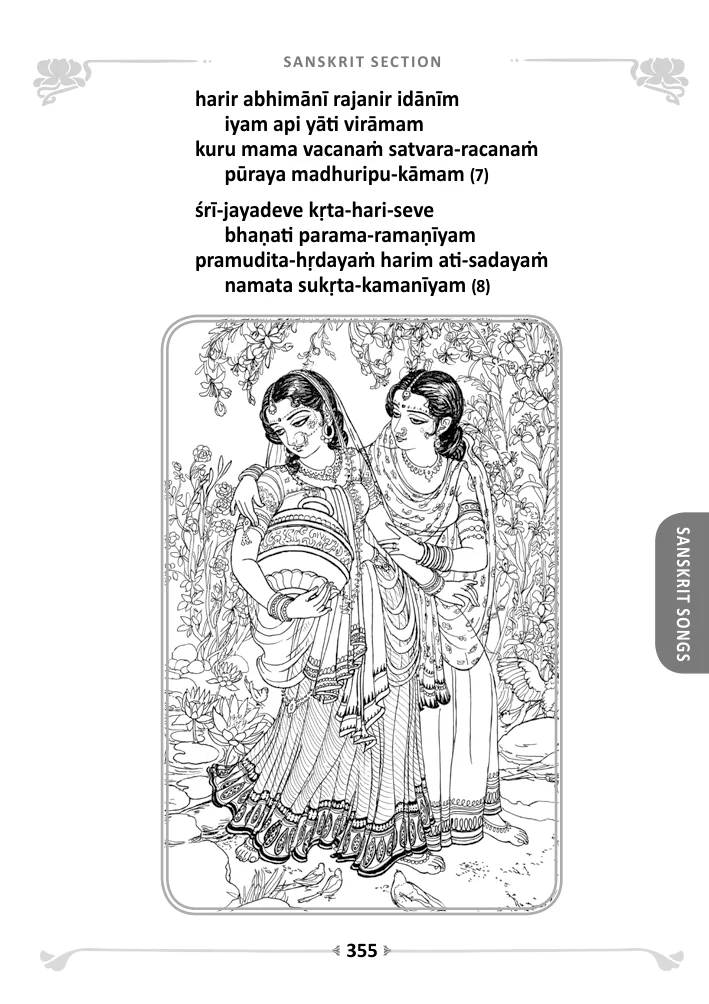 SANSKRIT SECTION
harir abhimānī rajanir idānīm
iyam api yāti virāmam
kuru mama vacanaṁ satvara-racanaṁ
pūraya madhuripu-kāmam (7)
śrī-jayadeve kṛta-hari-seve
bhaṇati parama-ramaṇīyam
pramudita-hṛdayaṁ harim ati-sadayaṁ
namata sukṛta-kamanīyam (8)
SANSKRIT SONGS
355